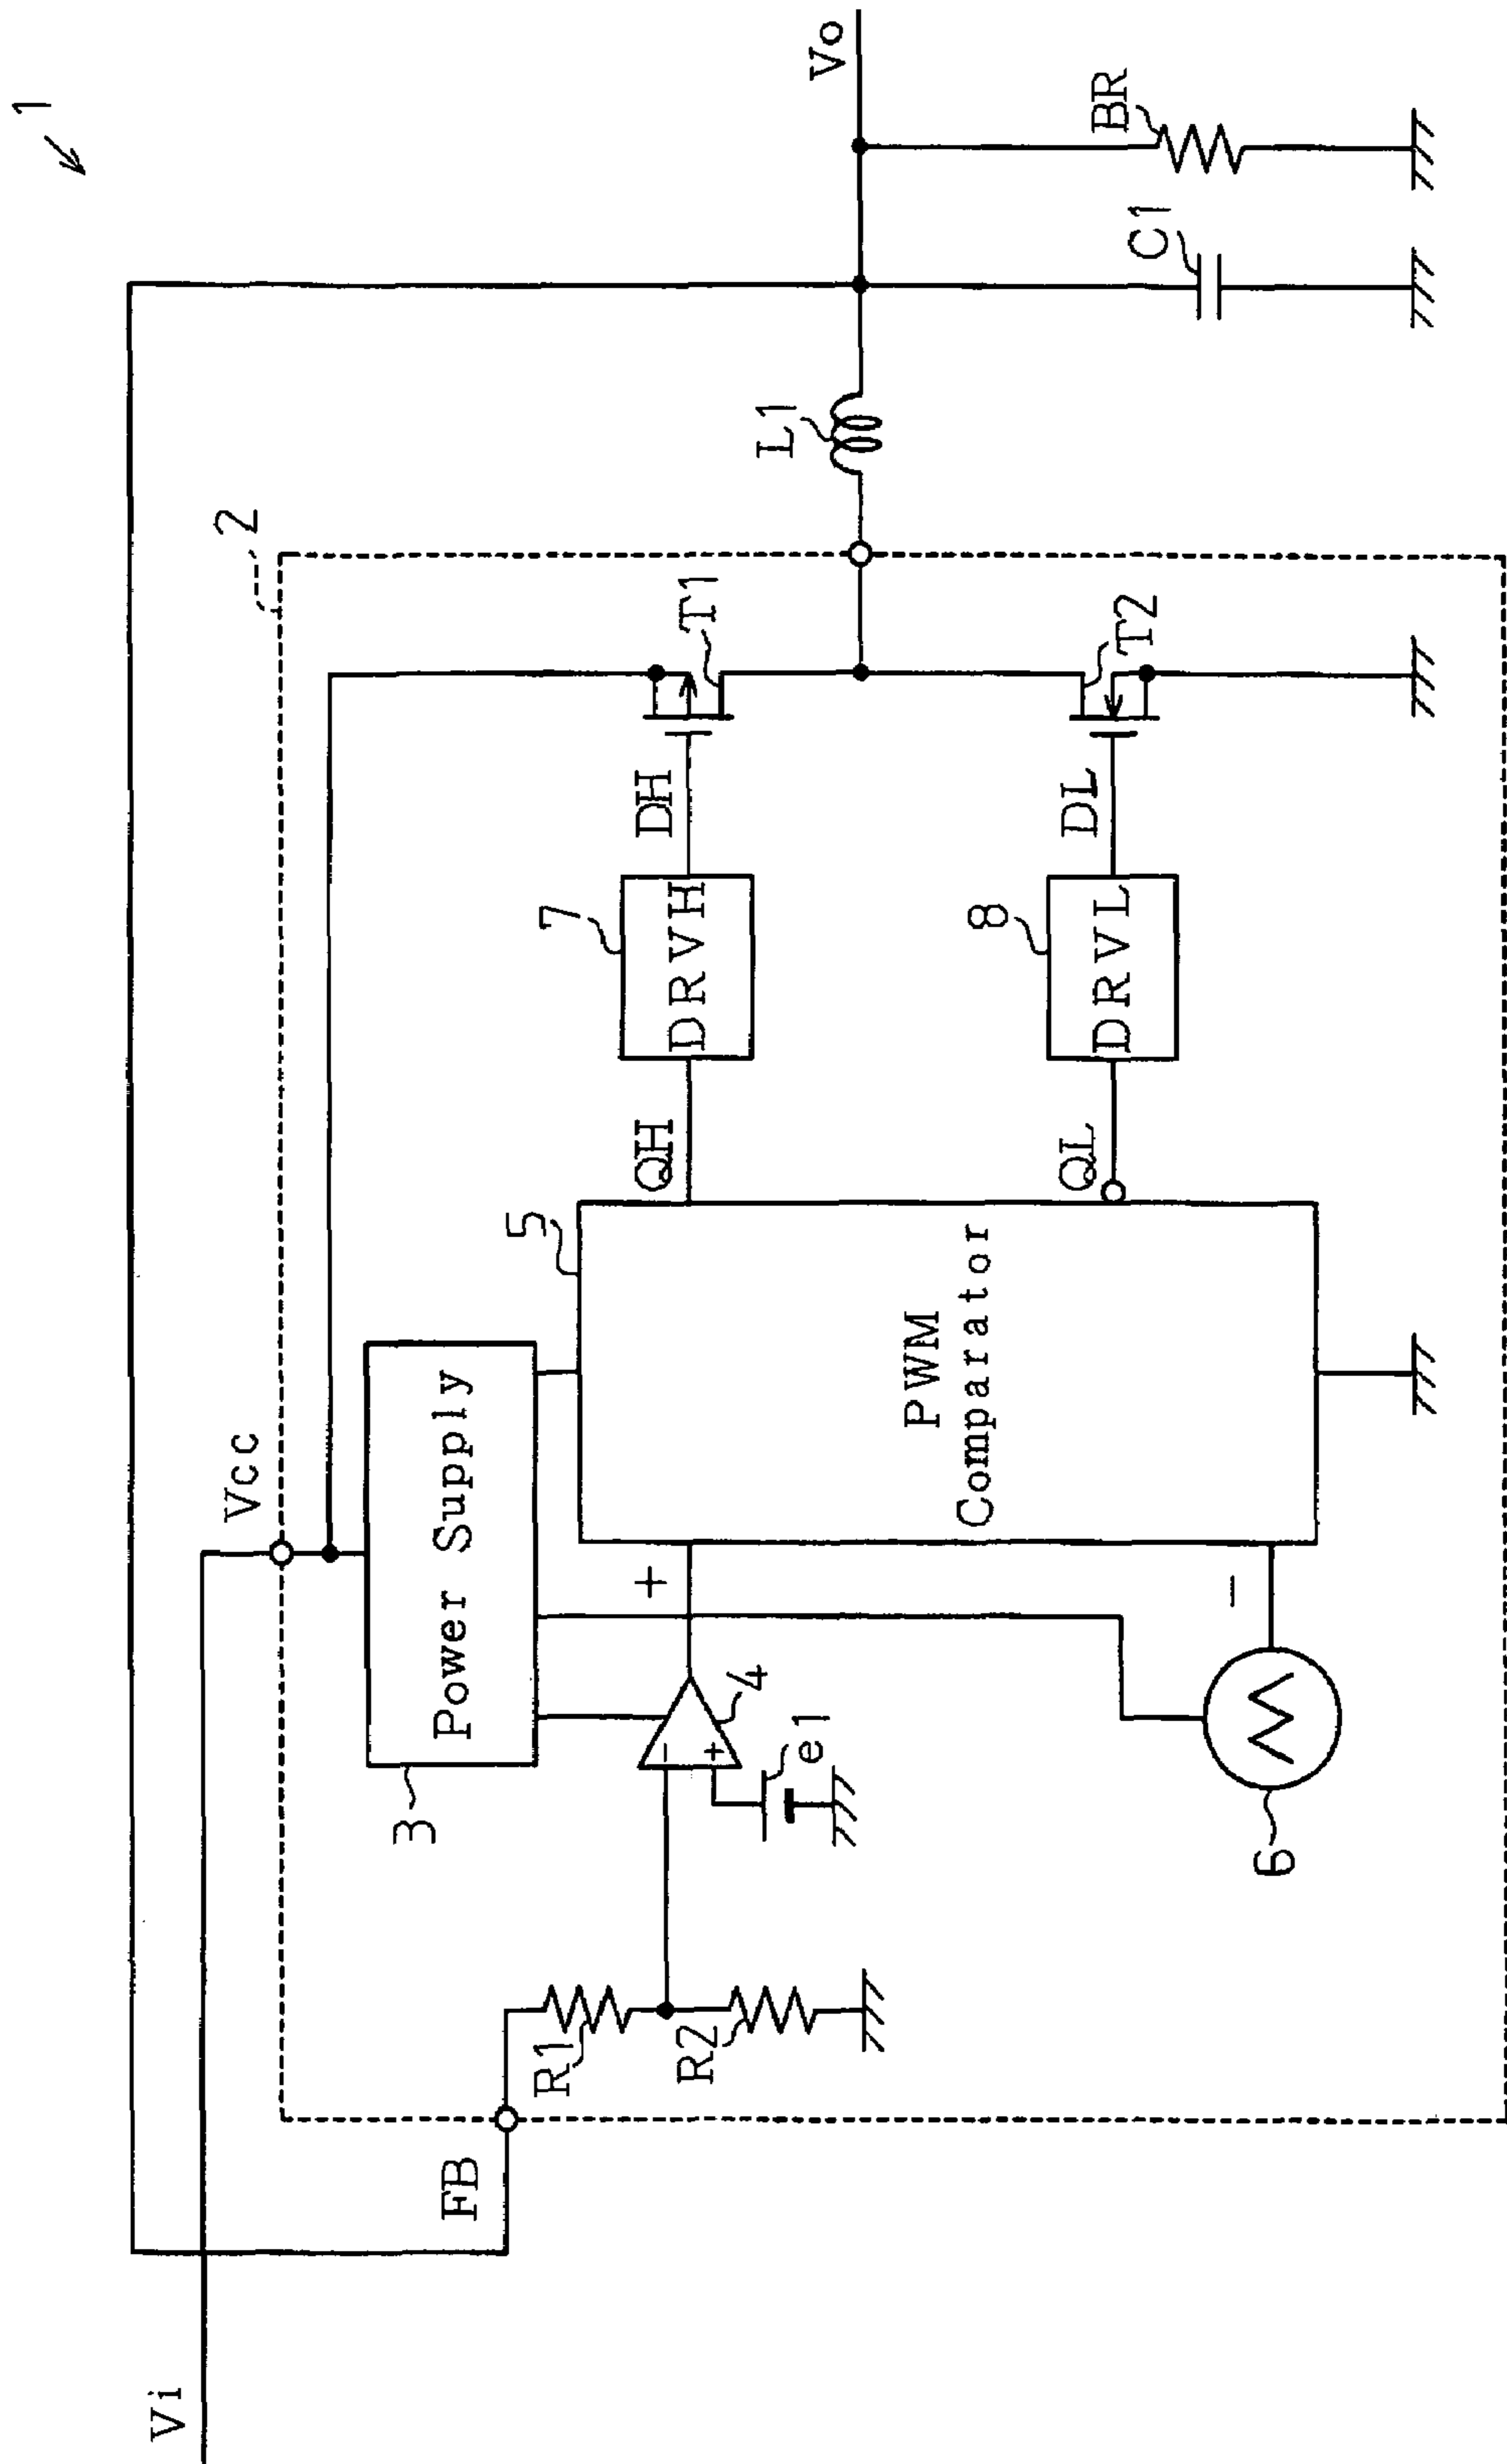 1
Vi
Vcc
2
Vo
FB
3
Power Supply
5
7
DRVH
QH
DH
T1
L1
R1
R2
-
+
4
e1
+
PWM
Comparator
-
6
QL
8
DRVL
DL
T2
C1
BR